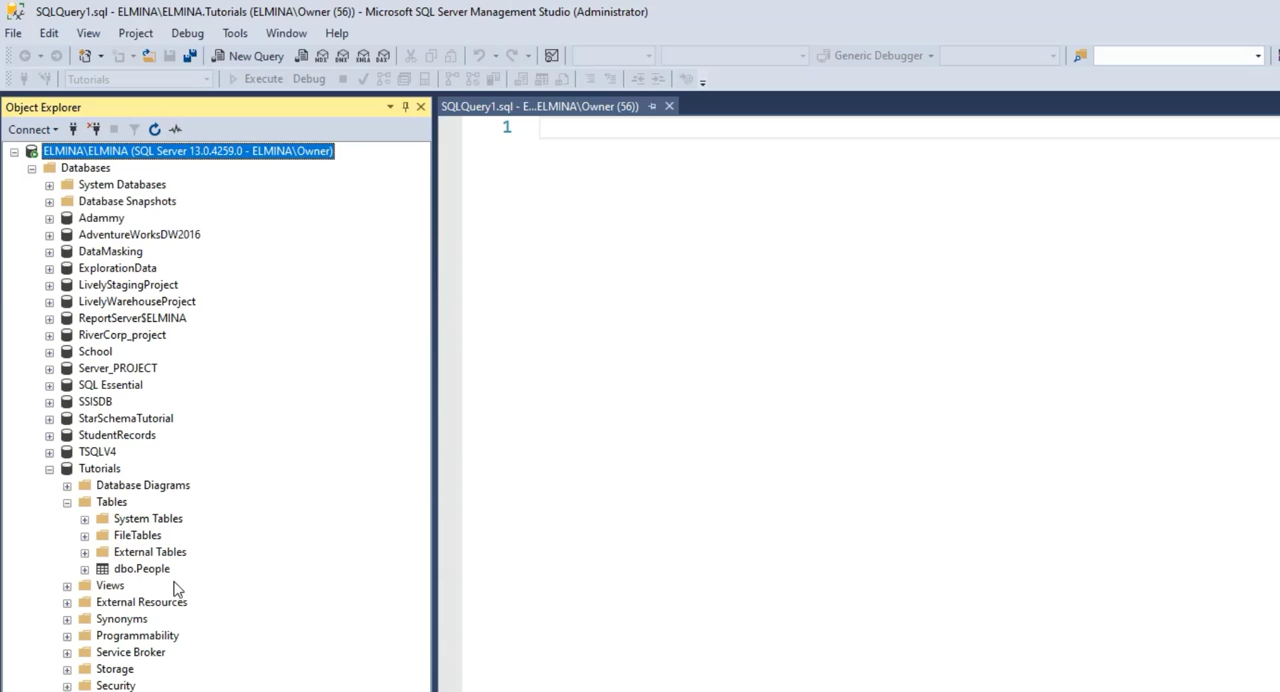 SQLQuery1.sql - ELMINA\ELMINA.Tutorials (ELMINA\Owner (56)) - Microsoft SQL Server Management Studio (Administrator)
File Edit View Project Debug Tools Window Help
New Query MDX DMX XMLA DAX Generic Debugger
Tutorials Execute Debug
Object Explorer
SQLQuery1.sql - E...ELMINA\Owner (56))
Connect
1
ELMINA\ELMINA (SQL Server 13.0.4259.0 - ELMINA\Owner)
Databases
System Databases
Database Snapshots
Adammy
AdventureWorksDW2016
DataMasking
ExplorationData
LivelyStagingProject
LivelyWarehouseProject
ReportServer$ELMINA
RiverCorp_project
School
Server_PROJECT
SQL Essential
SSISDB
StarSchemaTutorial
StudentRecords
TSQLV4
Tutorials
Database Diagrams
Tables
System Tables
FileTables
External Tables
dbo.People
Views
External Resources
Synonyms
Programmability
Service Broker
Storage
Security